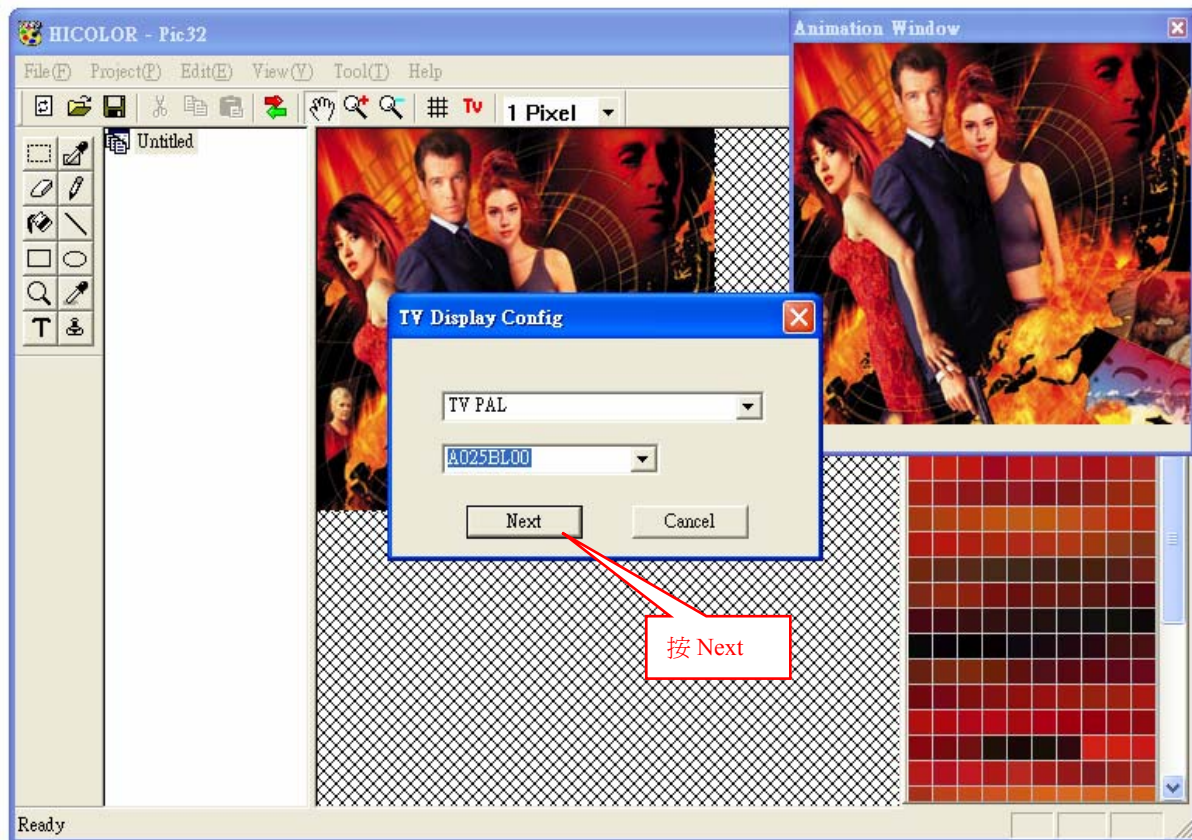 HICOLOR - Pic32
Animation Window
File(F) Project(P) Edit(E) View(V) Tool(T) Help
TV
1 Pixel
Untitled
T
TV Display Config
TV PAL
A025BL00
Next
Cancel
按 Next
Ready